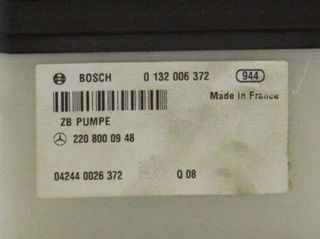 BOSCH 0 132 006 372 944
Made in France
ZB PUMPE
220 800 09 48
04244 0026 372 Q 08